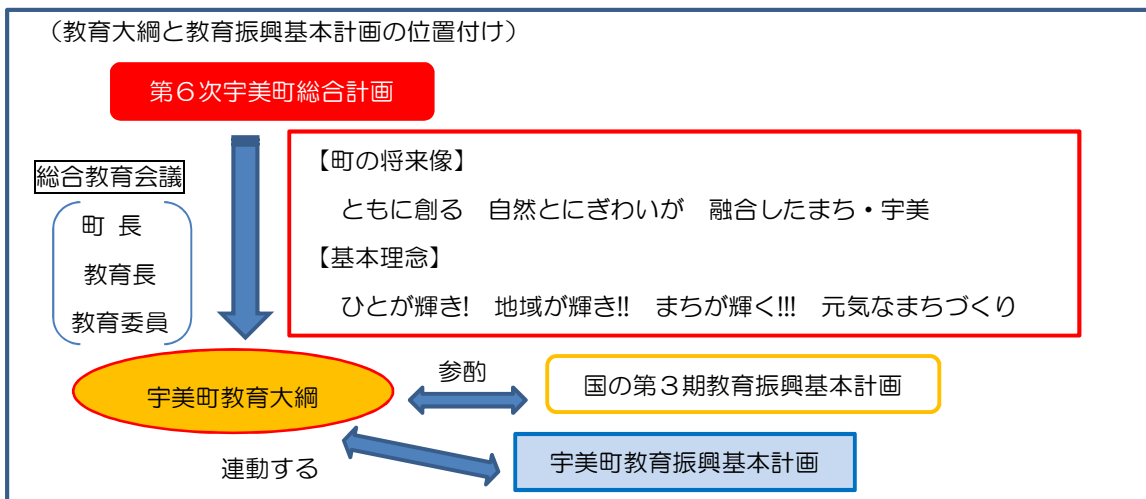 （教育大綱と教育振興基本計画の位置付け）
第６次宇美町総合計画
総合教育会議
町 長
教育長
教育委員
【町の将来像】
ともに創る　自然とにぎわいが　融合したまち・宇美
【基本理念】
ひとが輝き!　地域が輝き!!　まちが輝く!!!　元気なまちづくり
宇美町教育大綱
参酌
国の第３期教育振興基本計画
連動する
宇美町教育振興基本計画